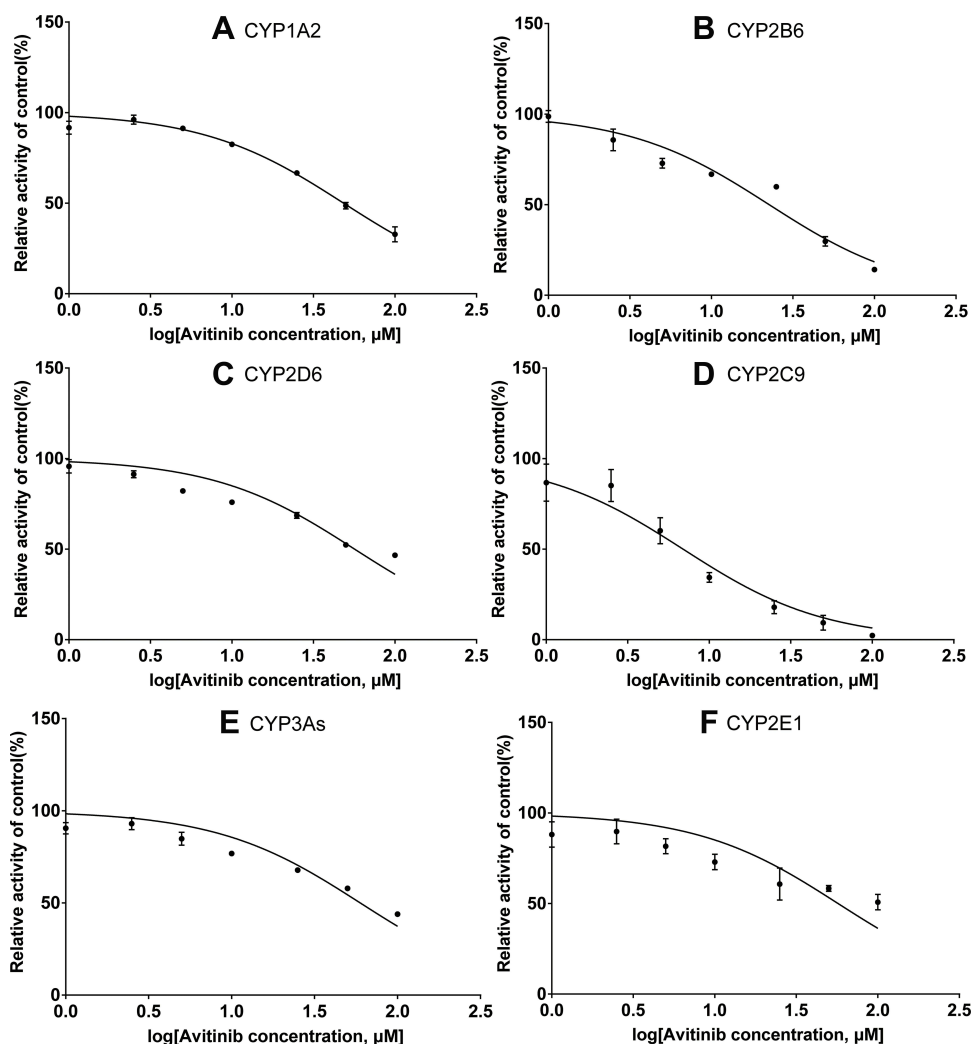 A CYP1A2
150
100
50
0
Relative activity of control(%)
0.0 0.5 1.0 1.5 2.0 2.5
log[Avitinib concentration, µM]
B CYP2B6
150
100
50
0
Relative activity of control(%)
0.0 0.5 1.0 1.5 2.0 2.5
log[Avitinib concentration, µM]
C CYP2D6
150
100
50
0
Relative activity of control(%)
0.0 0.5 1.0 1.5 2.0 2.5
log[Avitinib concentration, µM]
D CYP2C9
150
100
50
0
Relative activity of control(%)
0.0 0.5 1.0 1.5 2.0 2.5
log[Avitinib concentration, µM]
E CYP3As
150
100
50
0
Relative activity of control(%)
0.0 0.5 1.0 1.5 2.0 2.5
log[Avitinib concentration, µM]
F CYP2E1
150
100
50
0
Relative activity of control(%)
0.0 0.5 1.0 1.5 2.0 2.5
log[Avitinib concentration, µM]